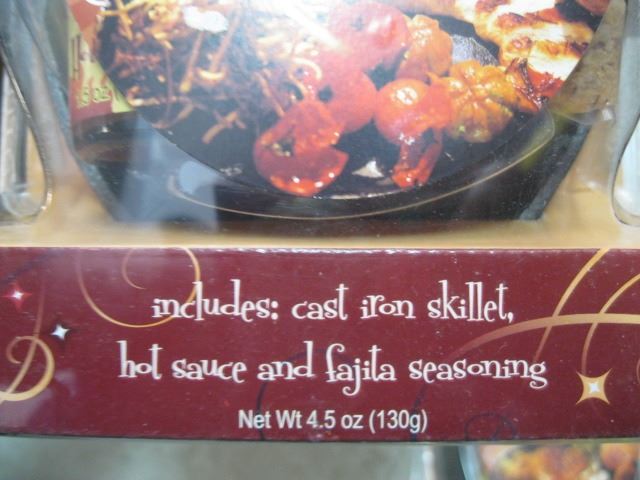 includes: cast iron skillet,
hot sauce and fajita seasoning
Net Wt 4.5 oz (130g)